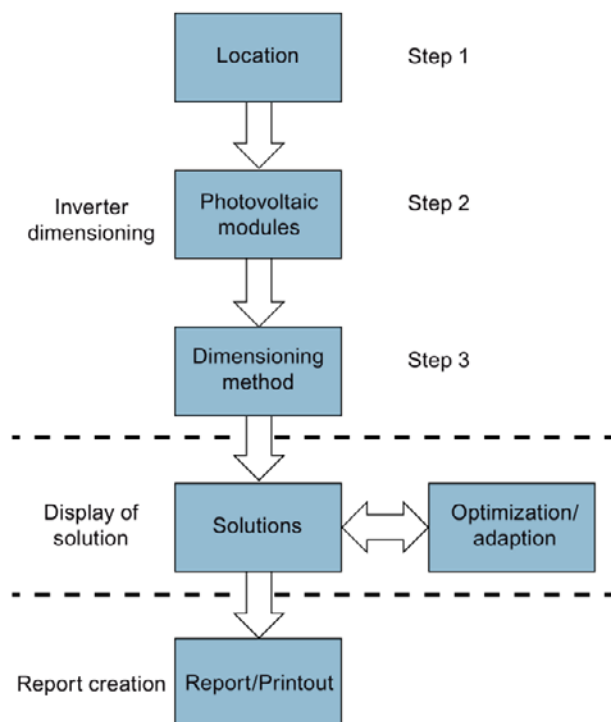 Location
Step 1
Inverter
dimensioning
Photovoltaic
modules
Step 2
Dimensioning
method
Step 3
Display of
solution
Solutions
Optimization/
adaption
Report creation
Report/Printout